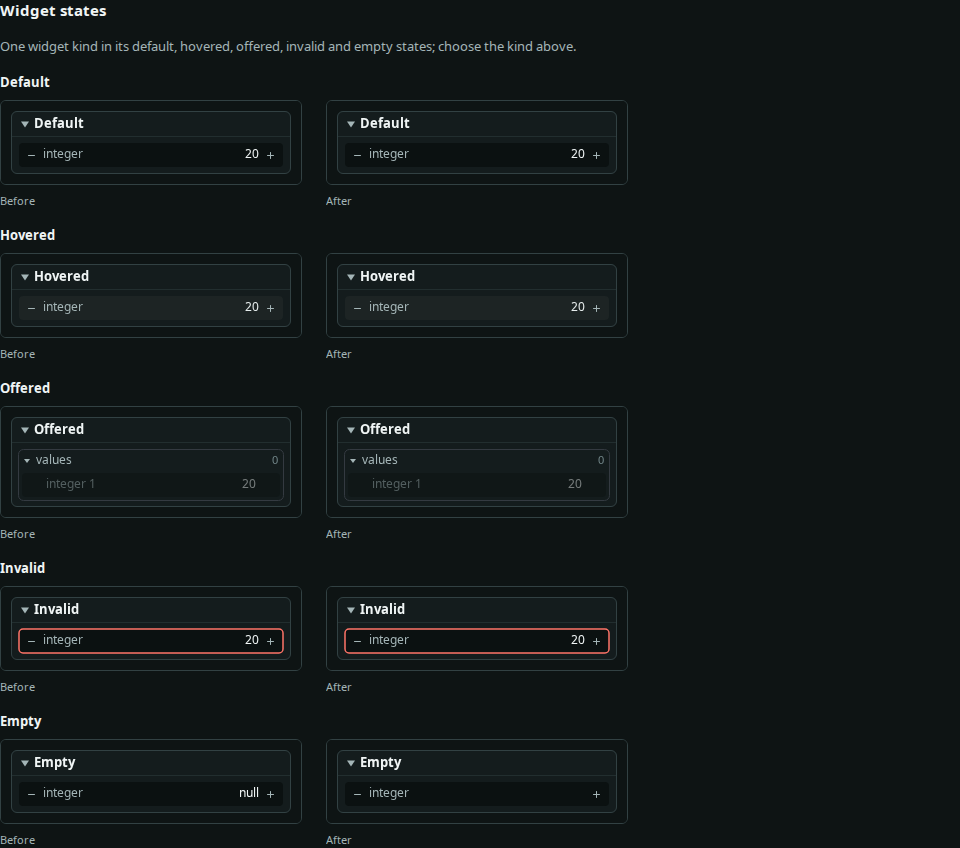 Widget states
One widget kind in its default, hovered, offered, invalid and empty states; choose the kind above.
Default
Default
− integer 20 +
Before
Default
− integer 20 +
After
Hovered
Hovered
− integer 20 +
Before
Hovered
− integer 20 +
After
Offered
Offered
values 0
integer 1 20
Before
Offered
values 0
integer 1 20
After
Invalid
Invalid
− integer 20 +
Before
Invalid
− integer 20 +
After
Empty
Empty
− integer null +
Before
Empty
− integer +
After